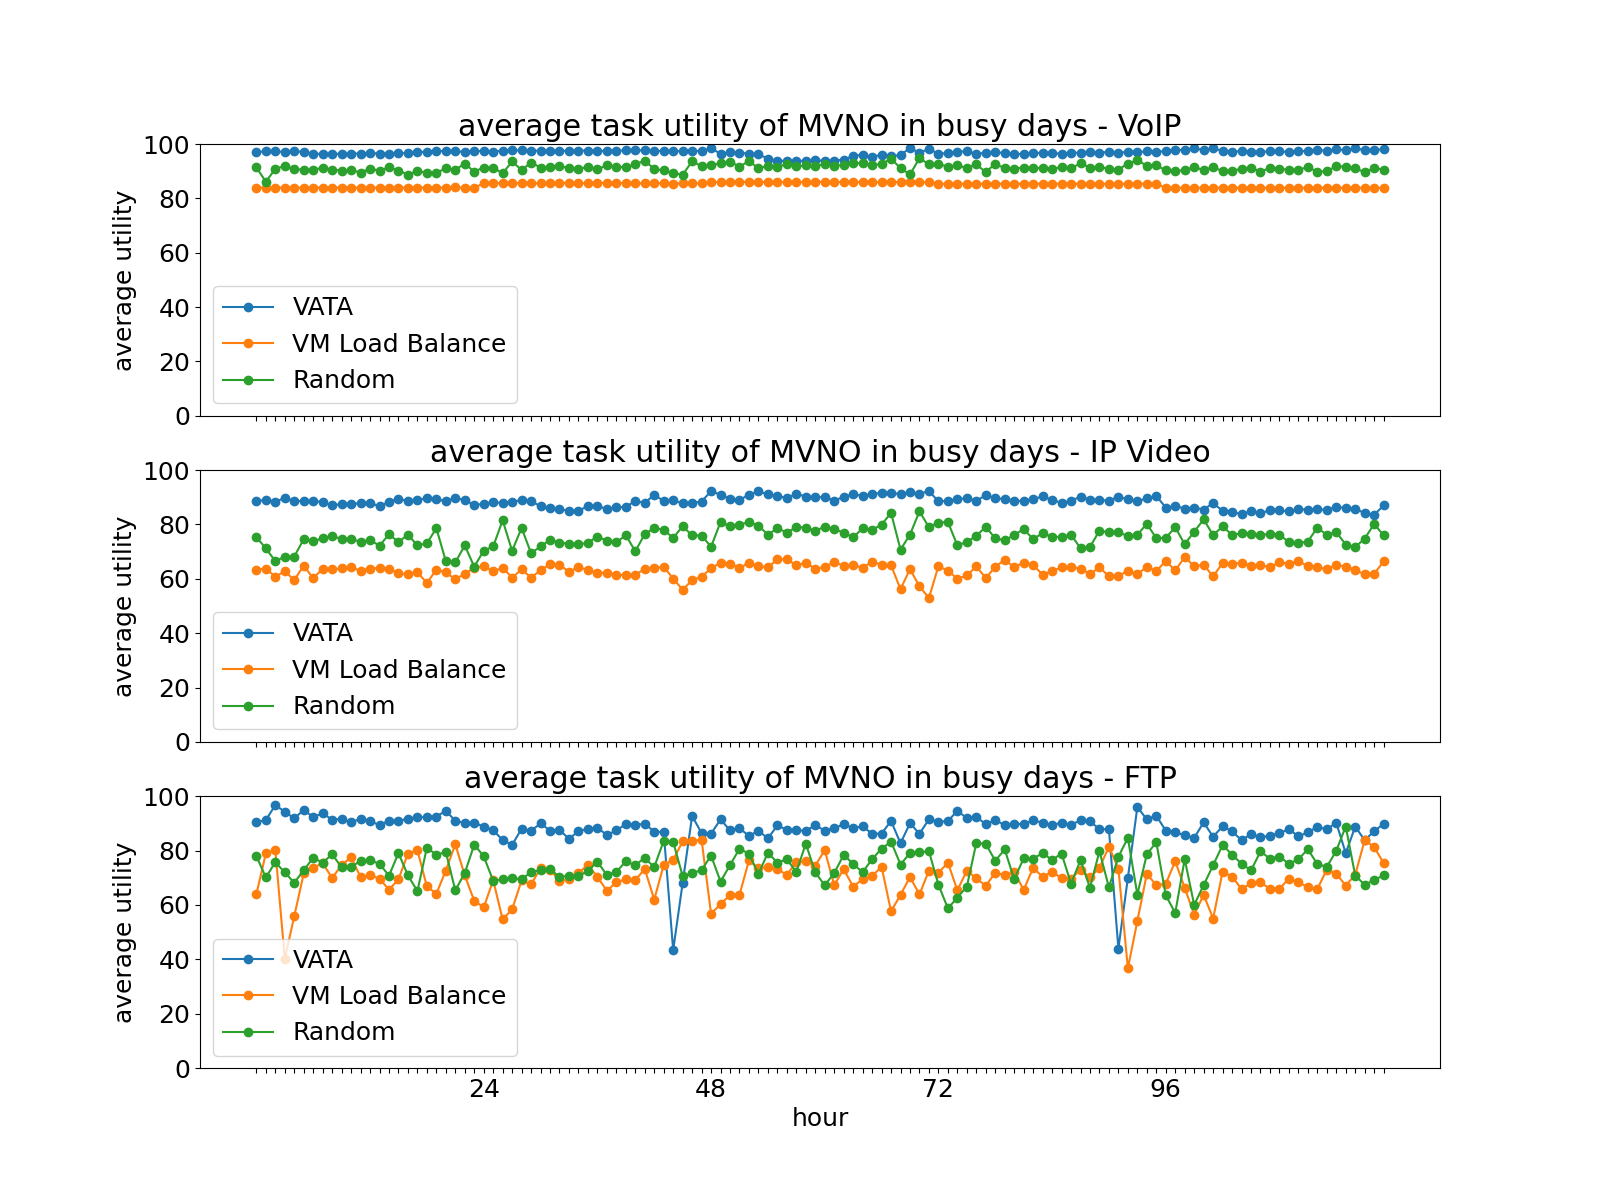 average task utility of MVNO in busy days - VoIP
100
80
60
40
20
0
average utility
VATA
VM Load Balance
Random
average task utility of MVNO in busy days - IP Video
100
80
60
40
20
0
average utility
VATA
VM Load Balance
Random
average task utility of MVNO in busy days - FTP
100
80
60
40
20
0
average utility
VATA
VM Load Balance
Random
24 48 72 96
hour